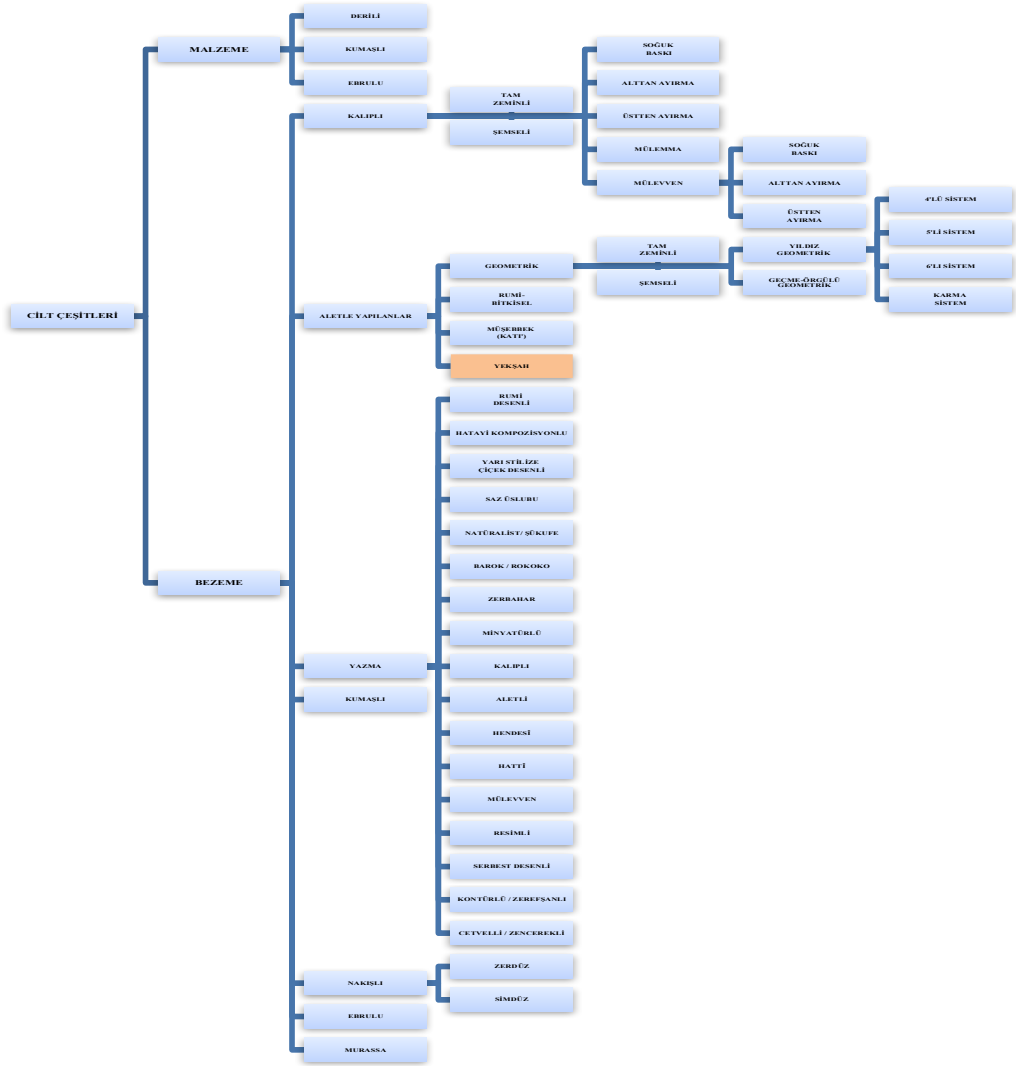 CİLT ÇEŞİTLERİ
MALZEME
DERİLİ
KUMAŞLI
EBRULU
BEZEME
KALIPLI
TAM
ZEMİNLİ
ŞEMSELİ
SOĞUK
BASKI
ALTTAN AYIRMA
ÜSTTEN AYIRMA
MÜLEMMA
MÜLEVVEN
SOĞUK
BASKI
ALTTAN AYIRMA
ÜSTTEN
AYIRMA
ALETLE YAPILANLAR
GEOMETRİK
TAM
ZEMİNLİ
ŞEMSELİ
YILDIZ
GEOMETRİK
4'LÜ SİSTEM
5'Lİ SİSTEM
6'LI SİSTEM
KARMA
SİSTEM
GEÇME-ÖRGÜLÜ
GEOMETRİK
RUMİ-
BİTKİSEL
MÜŞEBBEK
(KATI')
YEKŞAH
YAZMA
RUMİ
DESENLİ
HATAYİ KOMPOZİSYONLU
YARI STİLİZE
ÇİÇEK DESENLİ
SAZ ÜSLUBU
NATÜRALİST/ ŞÜKUFE
BAROK / ROKOKO
ZERBAHAR
MİNYATÜRLÜ
KALIPLI
ALETLİ
HENDESİ
HATTİ
MÜLEVVEN
RESİMLİ
SERBEST DESENLİ
KONTÜRLÜ / ZEREFŞANLI
CETVELLİ / ZENCEREKLİ
KUMAŞLI
NAKIŞLI
ZERDÜZ
SİMDÜZ
EBRULU
MURASSA